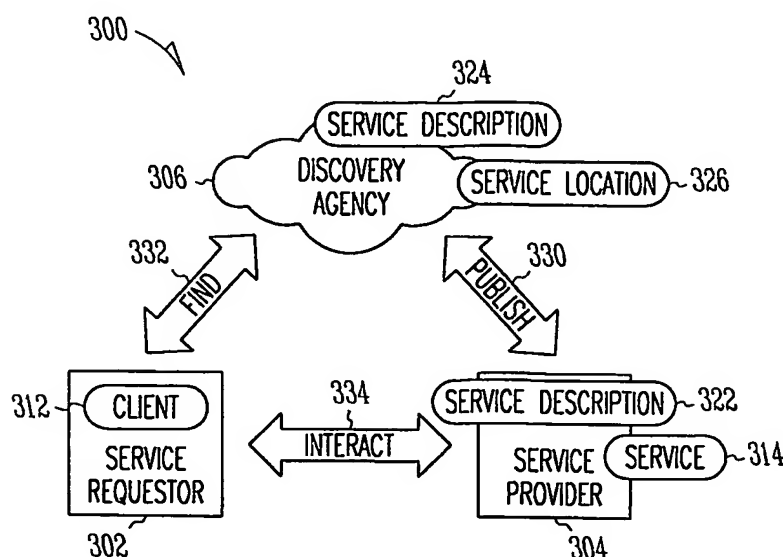 300
324
SERVICE DESCRIPTION
306
DISCOVERY
AGENCY
SERVICE LOCATION
326
332
FIND
330
PUBLISH
312
CLIENT
SERVICE
REQUESTOR
302
334
INTERACT
SERVICE DESCRIPTION
322
SERVICE
PROVIDER
SERVICE
314
304